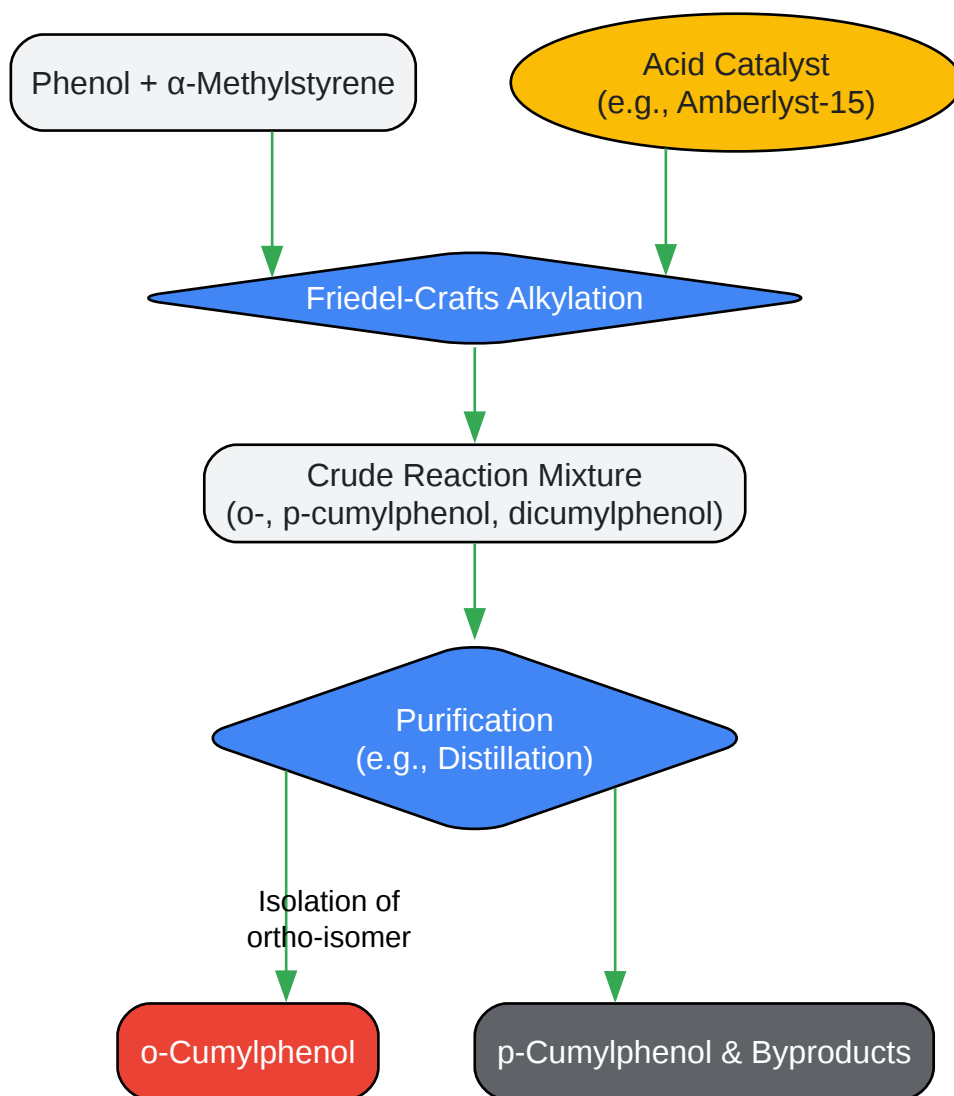 Phenol + α-Methylstyrene
Acid Catalyst
(e.g., Amberlyst-15)
Friedel-Crafts Alkylation
Crude Reaction Mixture
(o-, p-cumylphenol, dicumylphenol)
Purification
(e.g., Distillation)
Isolation of
ortho-isomer
o-Cumylphenol
p-Cumylphenol & Byproducts